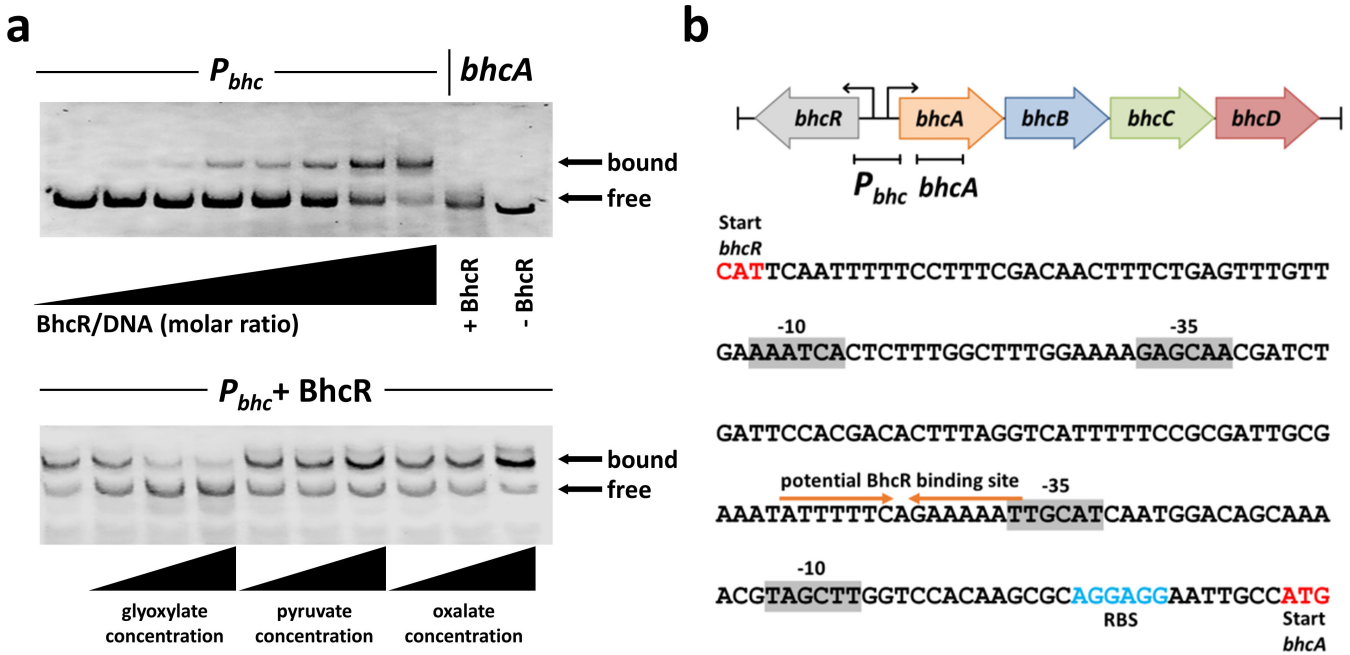 a
P_bhc bhcA
bound
free
BhcR/DNA (molar ratio)
+ BhcR
- BhcR
P_bhc + BhcR
bound
free
glyoxylate concentration
pyruvate concentration
oxalate concentration
b
bhcR bhcA bhcB bhcC bhcD
P_bhc bhcA
Start
bhcR
CATTCAATTTTTCCTTTCGACAACTTTCTGAGTTTGTT
-10 -35
GAAAATCACTCTTTGGCTTTGGAAAAGAGCAACGATCT
GATTCCACGACACTTTAGGTCATTTTTCCGCGATTGCG
potential BhcR binding site -35
AAATATTTTTCAGAAAAATTGCATCAATGGACAGCAAA
-10
ACGTAGCTTGGTCCACAAGCGCAGGAGGAATTGCCATG
RBS
Start
bhcA